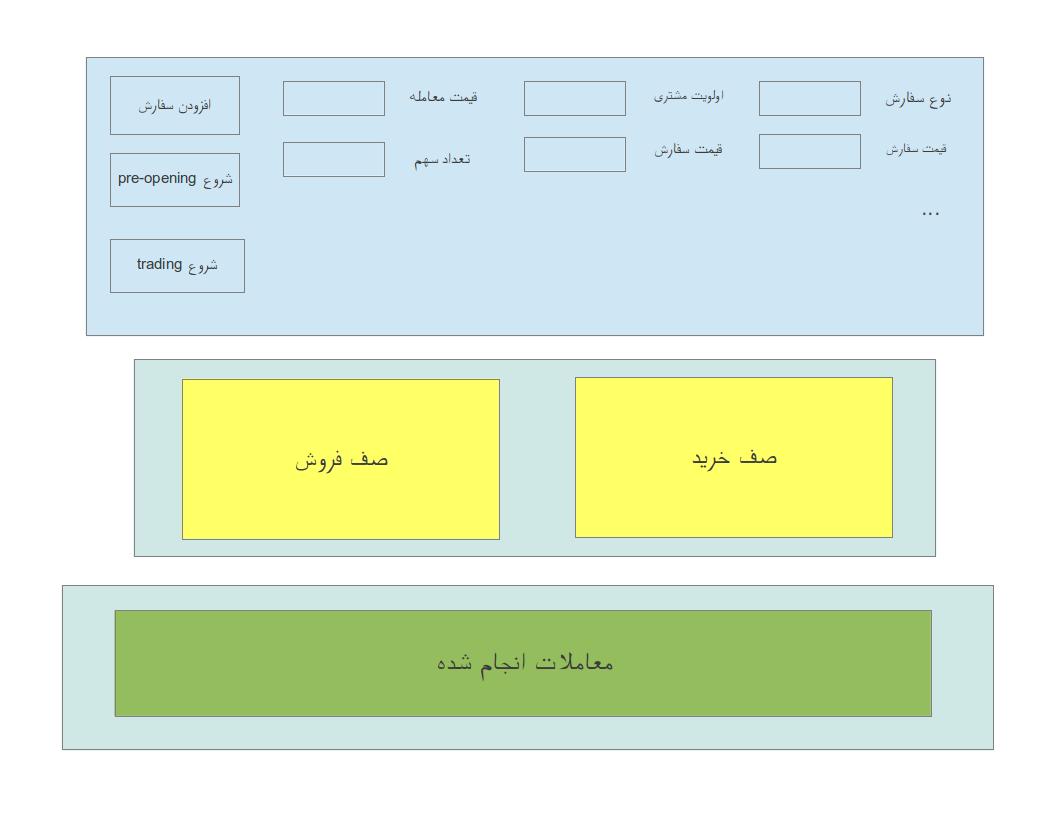 نوع سفارش
اولویت مشتری
قیمت معامله
افزودن سفارش
قیمت سفارش
قیمت سفارش
تعداد سهم
شروع pre-opening
...
شروع trading
صف خرید
صف فروش
معاملات انجام شده